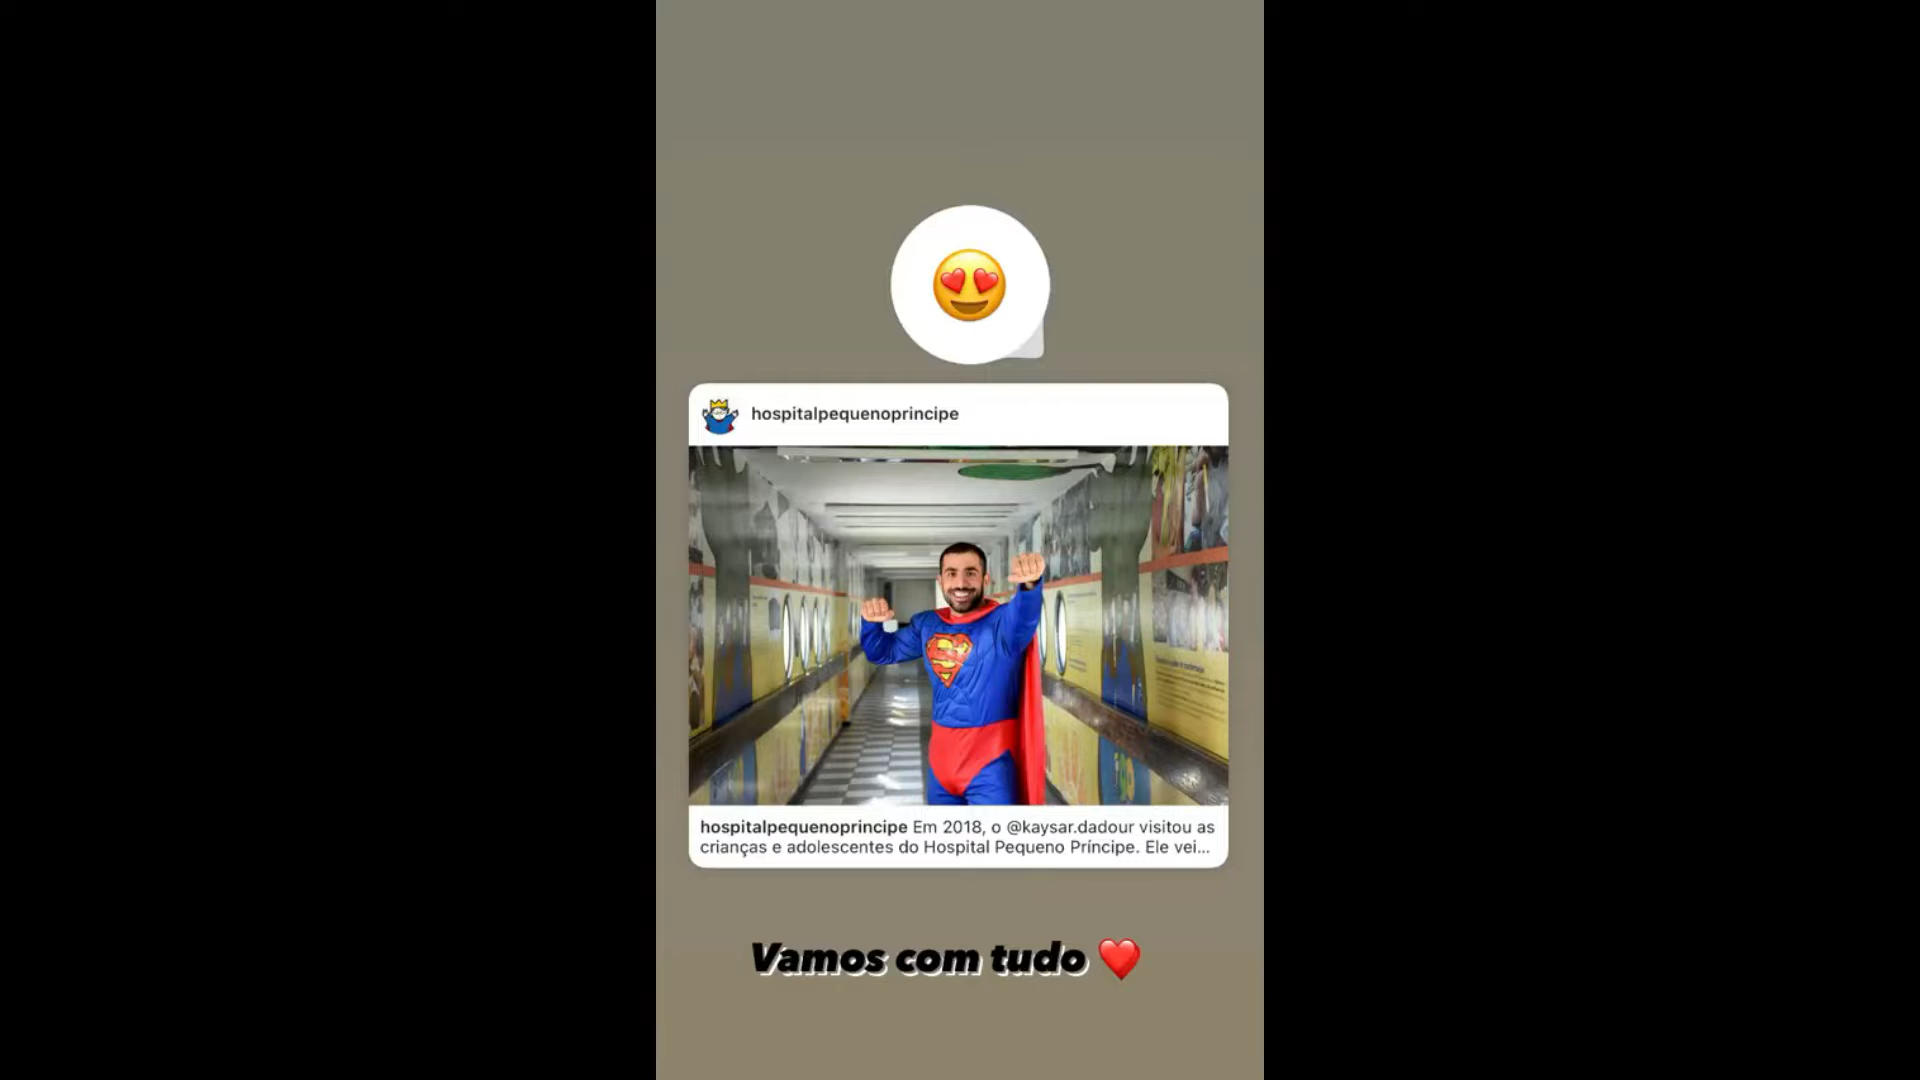 😍
hospitalpequenoprincipe
hospitalpequenoprincipe Em 2018, o @kaysar.dadour visitou as
crianças e adolescentes do Hospital Pequeno Príncipe. Ele vei...
Vamos com tudo ❤️